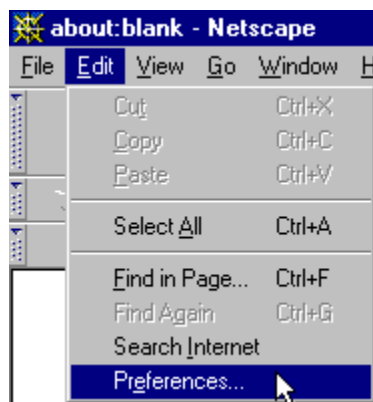 about:blank - Netscape
File Edit View Go Window H
Cut Ctrl+X
Copy Ctrl+C
Paste Ctrl+V
Select All Ctrl+A
Find in Page... Ctrl+F
Find Again Ctrl+G
Search Internet
Preferences...